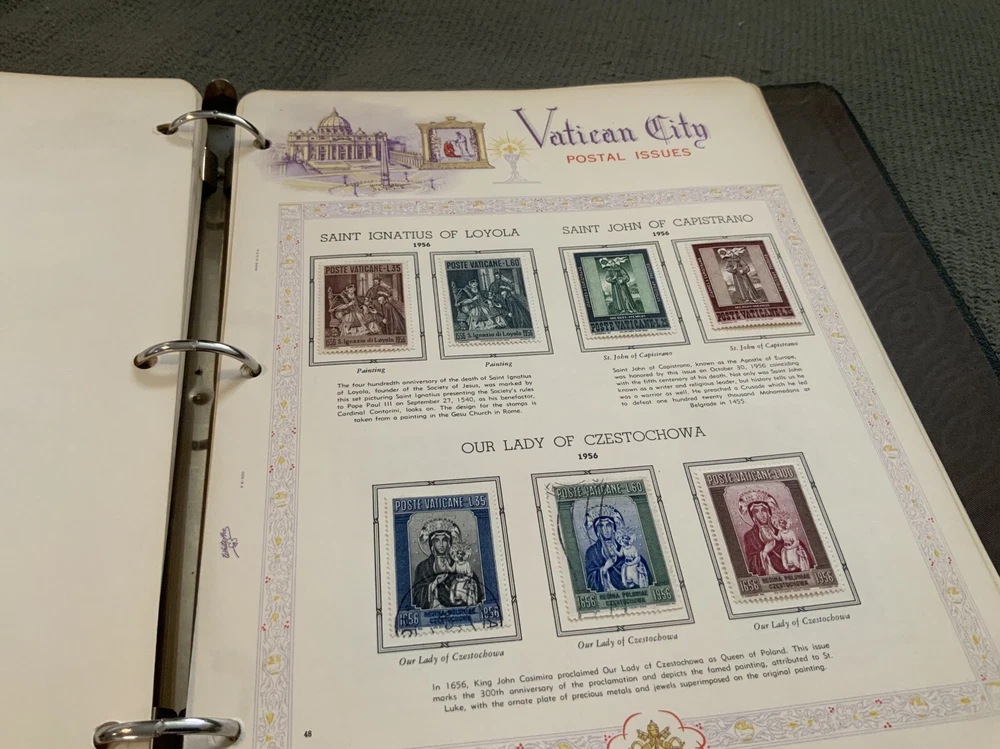 Vatican City
POSTAL ISSUES
SAINT IGNATIUS OF LOYOLA
1956
POSTE VATICANE-L.35
S. Ignazio di Loyola
POSTE VATICANE-L.60
S. Ignazio di Loyola
Painting
Painting
The four hundredth anniversary of the death of Saint Ignatius
of Loyola, founder of the Society of Jesus, was marked by
this set picturing Saint Ignatius presenting the Society's rules
to Pope Paul III on September 27, 1540, as his benefactor,
Cardinal Contarini, looks on. The design for the stamps is
taken from a painting in the Gesu Church in Rome.
SAINT JOHN OF CAPISTRANO
1956
POSTE VATICANE
POSTE VATICANE
St. John of Capistrano
St. John of Capistrano
Saint John of Capistrano, known as the Apostle of Europe,
was honored by this issue on October 30, 1956 coinciding
with the fifth centenary of his death. Not only was Saint John
known as a writer and religious leader, but history tells us he
was a warrior as well. He preached a Crusade which he led
to defeat one hundred twenty thousand Mohamedans at
Belgrade in 1455.
OUR LADY OF CZESTOCHOWA
1956
POSTE VATICANE-L.35
1656 REGINA POLONIAE 1956
CZESTOCHOWA
POSTE VATICANE-L.60
1656 REGINA POLONIAE 1956
CZESTOCHOWA
POSTE VATICANE-L.100
1656 REGINA POLONIAE 1956
CZESTOCHOWA
Our Lady of Czestochowa
Our Lady of Czestochowa
Our Lady of Czestochowa
In 1656, King John Casimira proclaimed Our Lady of Czestochowa as Queen of Poland. This issue
marks the 300th anniversary of the proclamation and depicts the famed painting, attributed to St.
Luke, with the ornate plate of precious metals and jewels superimposed on the original painting.
48